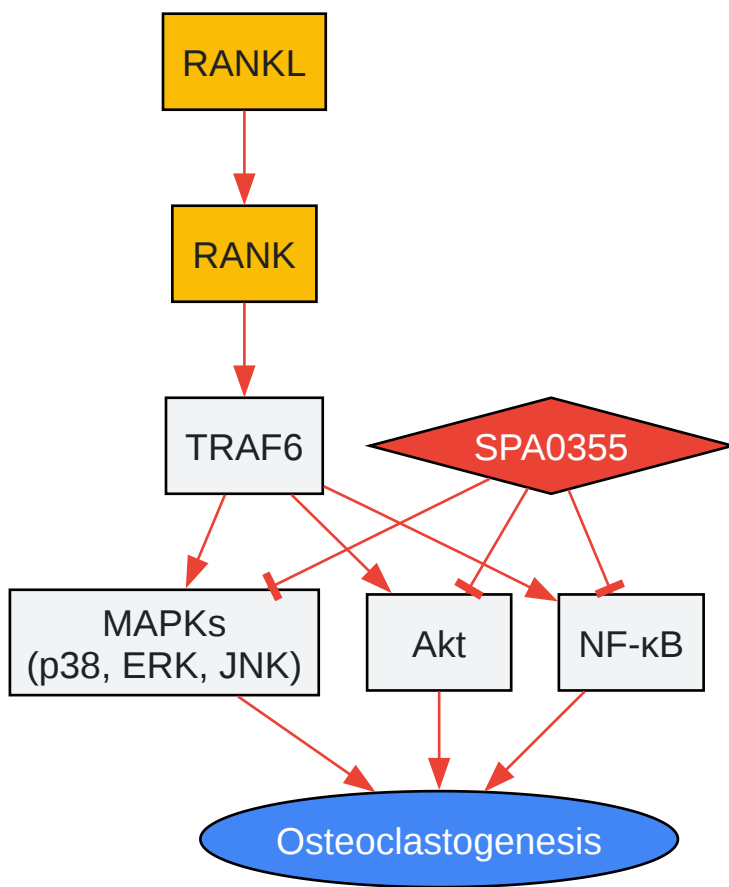 RANKL
RANK
TRAF6
SPA0355
MAPKs
(p38, ERK, JNK)
Akt
NF-κB
Osteoclastogenesis